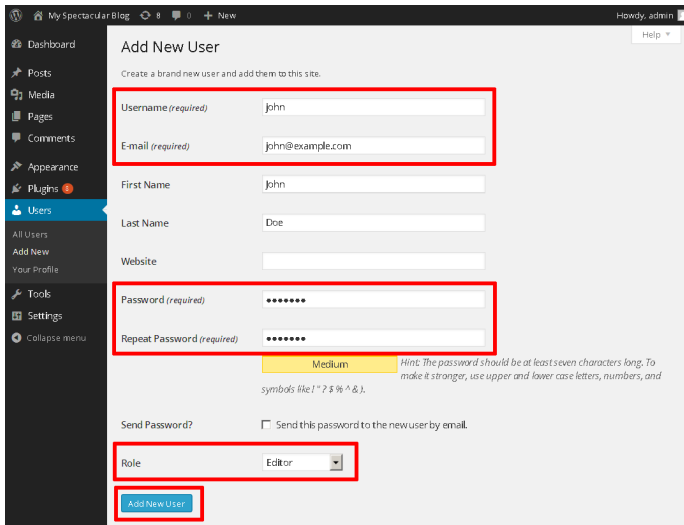 My Spectacular Blog 8 0 + New Howdy, admin
Help
Dashboard
Posts
Media
Pages
Comments
Appearance
Plugins 8
Users
All Users
Add New
Your Profile
Tools
Settings
Collapse menu
Add New User
Create a brand new user and add them to this site.
Username (required) john
E-mail (required) john@example.com
First Name John
Last Name Doe
Website
Password (required) •••••••
Repeat Password (required) •••••••
Medium
Hint: The password should be at least seven characters long. To
make it stronger, use upper and lower case letters, numbers, and
symbols like ! " ? $ % ^ & ).
Send Password? Send this password to the new user by email.
Role Editor
Add New User